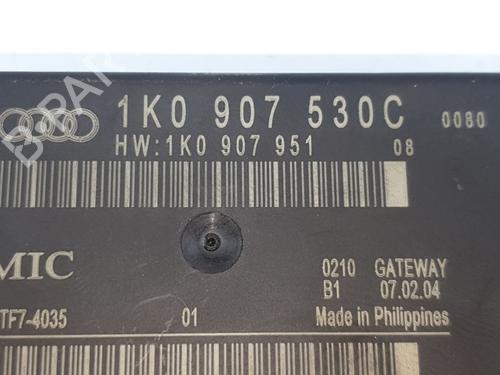 1K0 907 530C 0080
HW:1K0 907 951 08
MIC
0210 GATEWAY
B1 07.02.04
TF7-4035 01 Made in Philippines
B-PAR